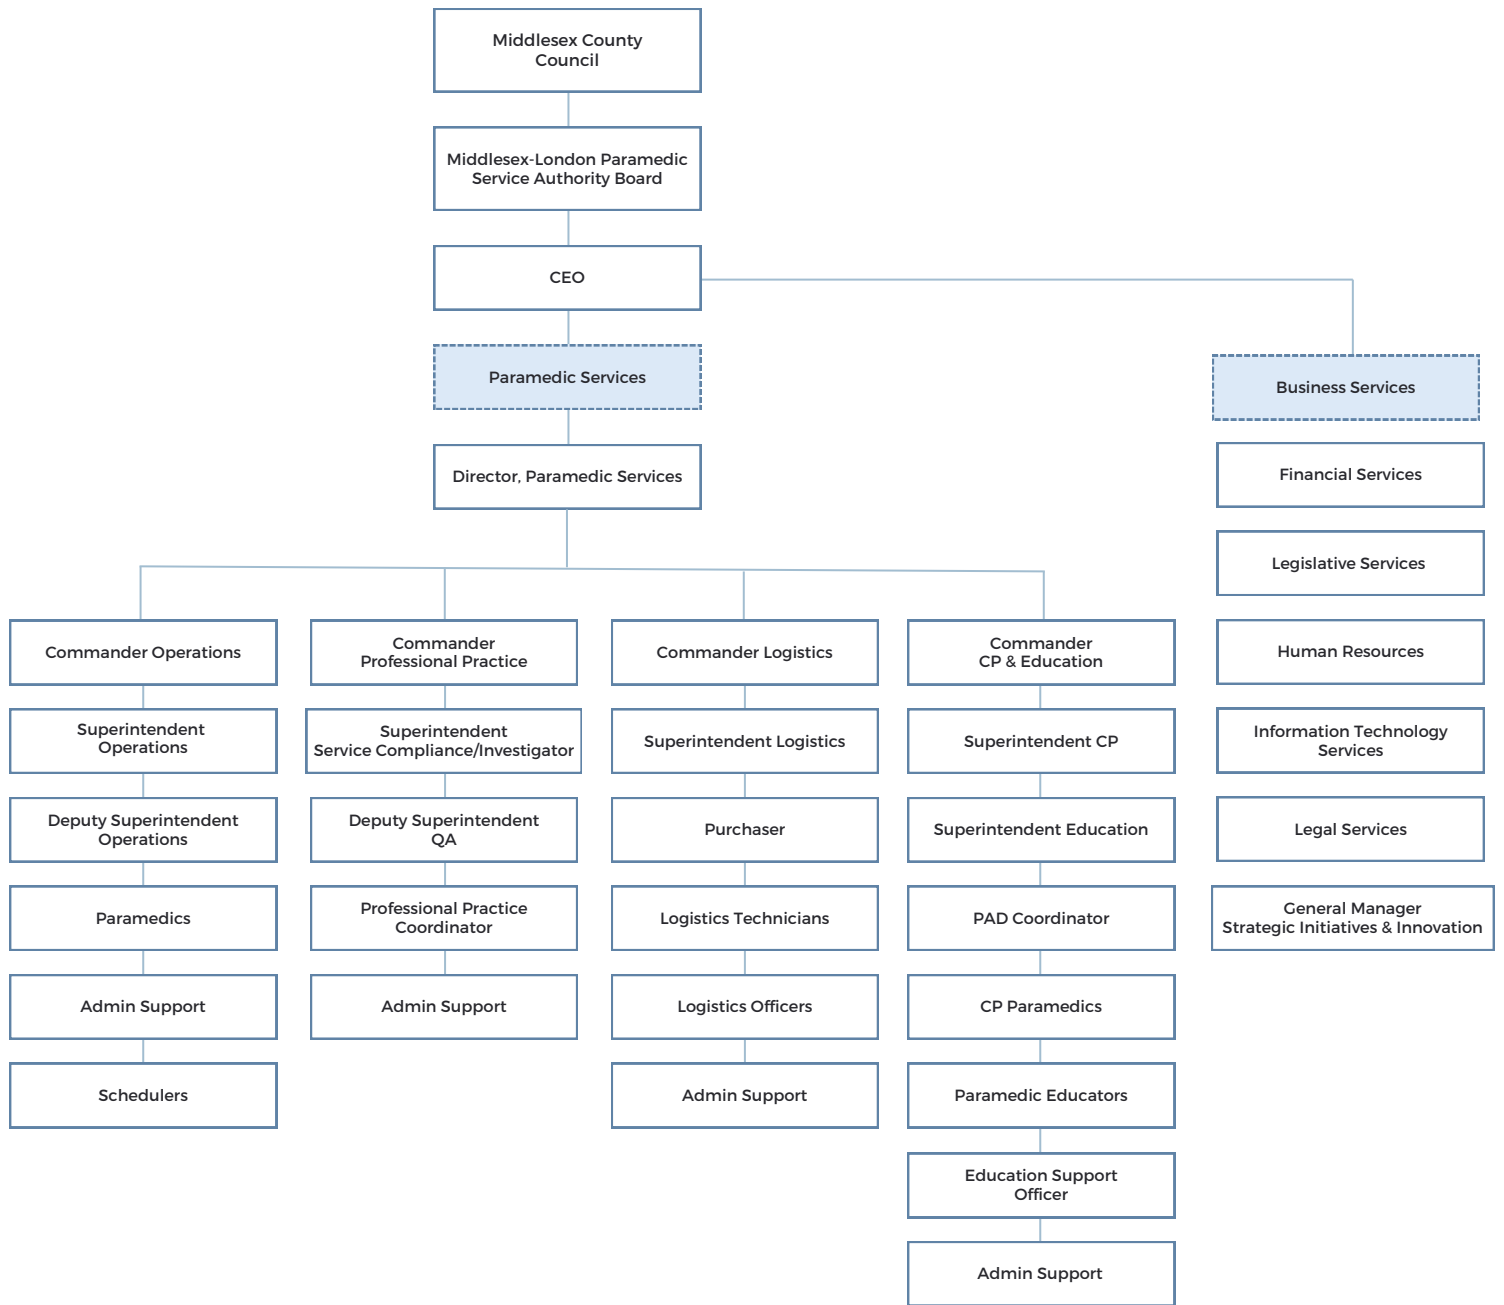 Middlesex County
Council
Middlesex-London Paramedic
Service Authority Board
CEO
Paramedic Services
Director, Paramedic Services
Commander Operations
Superintendent
Operations
Deputy Superintendent
Operations
Paramedics
Admin Support
Schedulers
Commander
Professional Practice
Superintendent
Service Compliance/Investigator
Deputy Superintendent
QA
Professional Practice
Coordinator
Admin Support
Commander Logistics
Superintendent Logistics
Purchaser
Logistics Technicians
Logistics Officers
Admin Support
Commander
CP & Education
Superintendent CP
Superintendent Education
PAD Coordinator
CP Paramedics
Paramedic Educators
Education Support
Officer
Admin Support
Business Services
Financial Services
Legislative Services
Human Resources
Information Technology
Services
Legal Services
General Manager
Strategic Initiatives & Innovation